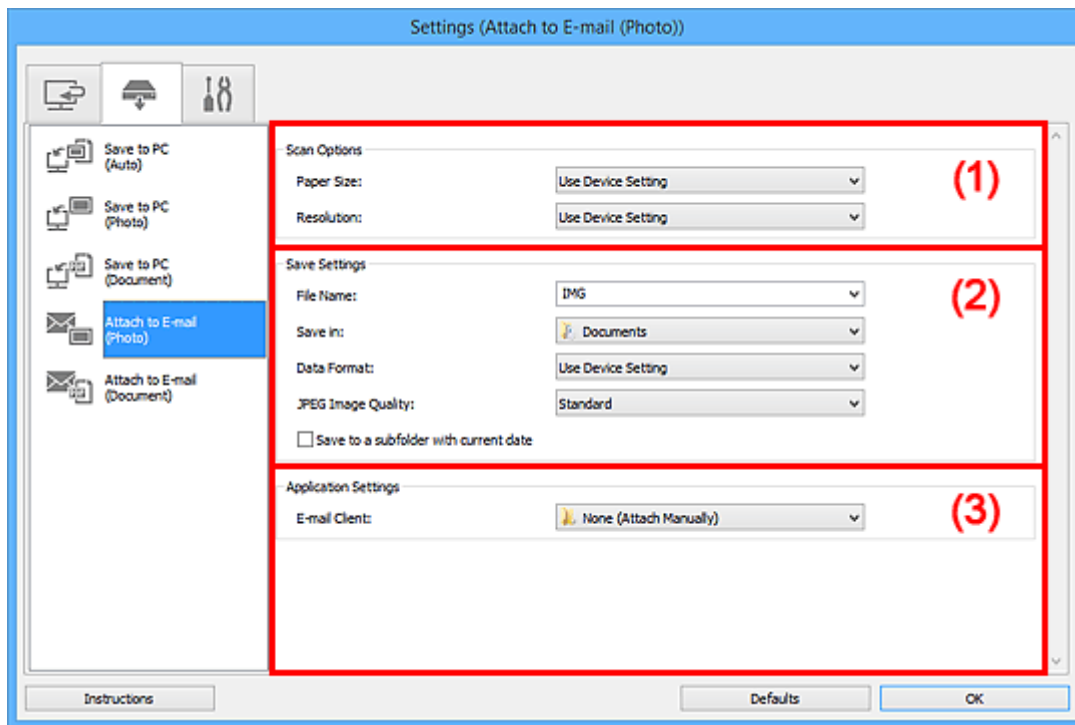 Settings (Attach to E-mail (Photo))
Save to PC
(Auto)
Save to PC
(Photo)
Save to PC
(Document)
Attach to E-mail
(Photo)
Attach to E-mail
(Document)
Scan Options
(1)
Paper Size: Use Device Setting
Resolution: Use Device Setting
Save Settings
(2)
File Name: IMG
Save in: Documents
Data Format: Use Device Setting
JPEG Image Quality: Standard
Save to a subfolder with current date
Application Settings
(3)
E-mail Client: None (Attach Manually)
Instructions Defaults OK